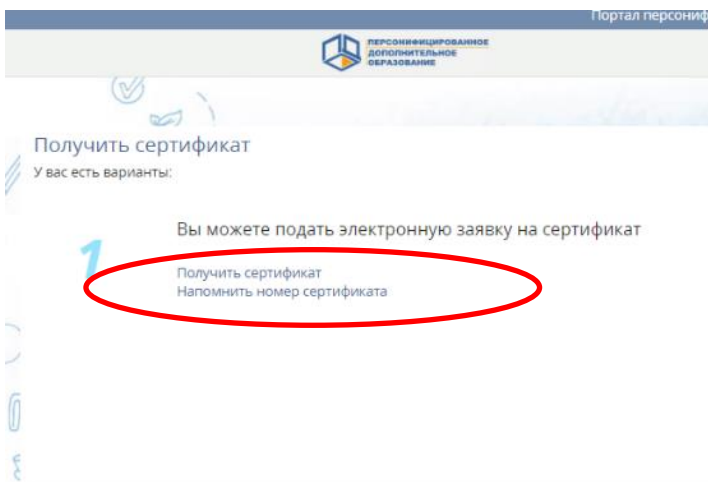 Портал персониф
ПЕРСОНИФИЦИРОВАННОЕ
ДОПОЛНИТЕЛЬНОЕ
ОБРАЗОВАНИЕ
Получить сертификат
У вас есть варианты:
1
Вы можете подать электронную заявку на сертификат
Получить сертификат
Напомнить номер сертификата